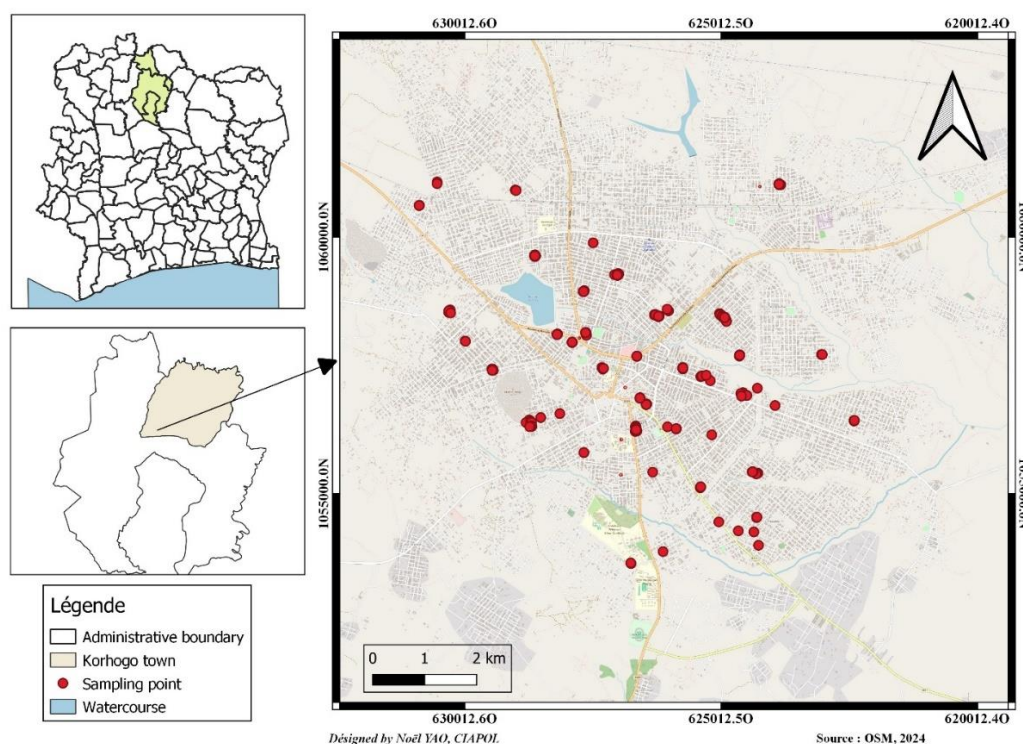 630012.6O
625012.5O
620012.4O
1060000.0N
1060000.0N
1055000.0N
1055000.0N
Légende
Administrative boundary
Korhogo town
Sampling point
Watercourse
0 1 2 km
630012.6O
625012.5O
620012.4O
Désigned by Noël YAO, CIAPOL
Source : OSM, 2024